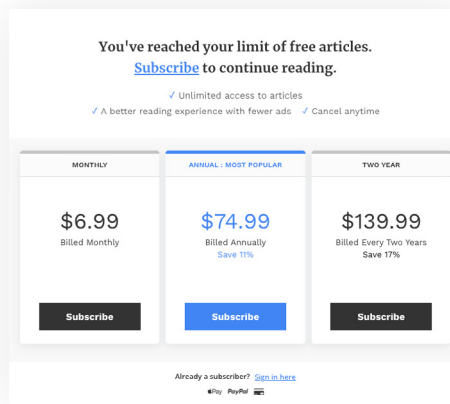 You've reached your limit of free articles.
Subscribe to continue reading.
✓ Unlimited access to articles
✓ A better reading experience with fewer ads ✓ Cancel anytime
MONTHLY
$6.99
Billed Monthly
Subscribe
ANNUAL : MOST POPULAR
$74.99
Billed Annually
Save 11%
Subscribe
TWO YEAR
$139.99
Billed Every Two Years
Save 17%
Subscribe
Already a subscriber? Sign in here
Pay PayPal